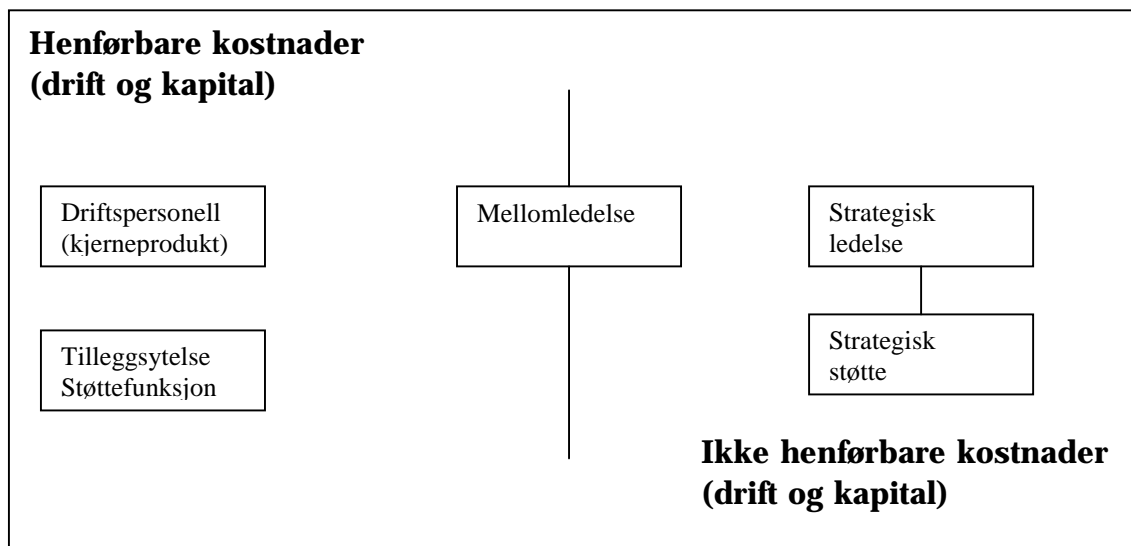 Henførbare kostnader
(drift og kapital)
Driftspersonell
(kjerneprodukt)
Mellomledelse
Strategisk
ledelse
Tilleggsytelse
Støttefunksjon
Strategisk
støtte
Ikke henførbare kostnader
(drift og kapital)